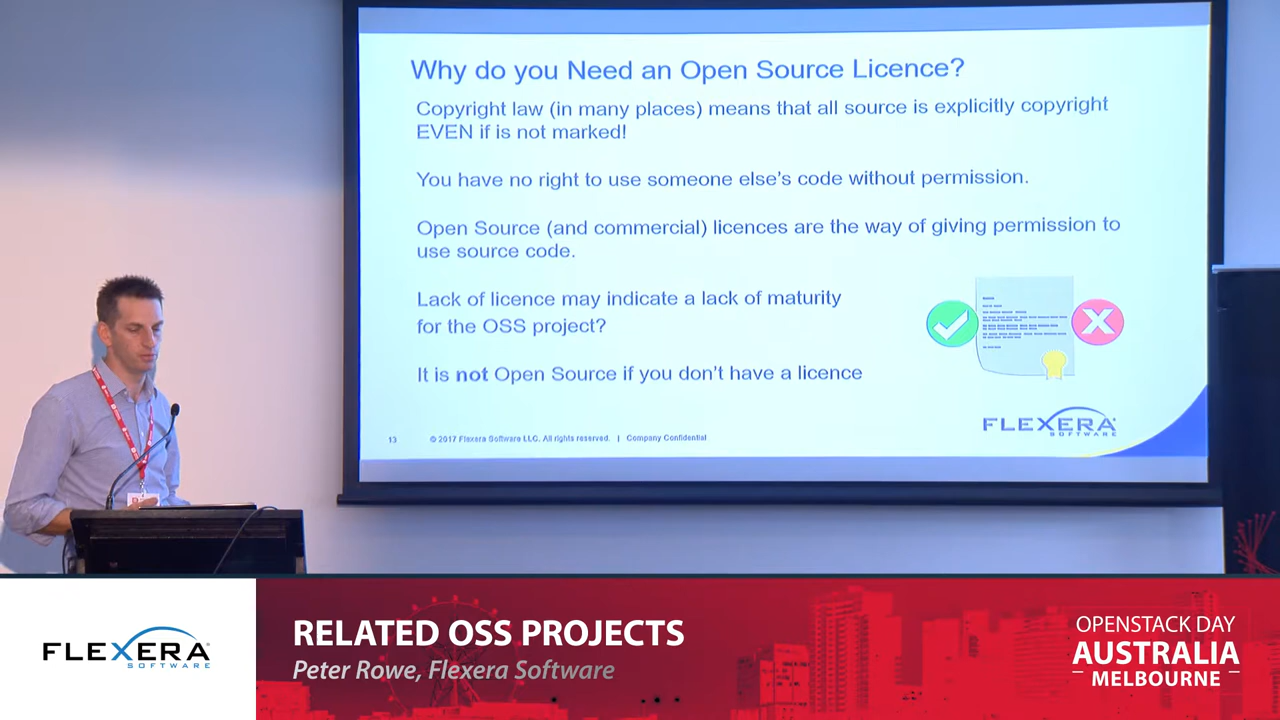 Why do you Need an Open Source Licence?
Copyright law (in many places) means that all source is explicitly copyright
EVEN if is not marked!
You have no right to use someone else's code without permission.
Open Source (and commercial) licences are the way of giving permission to
use source code.
Lack of licence may indicate a lack of maturity
for the OSS project?
It is not Open Source if you don't have a licence
FLEXERA
SOFTWARE
13 © 2017 Flexera Software LLC. All rights reserved. | Company Confidential
FLEXERA
SOFTWARE
RELATED OSS PROJECTS
Peter Rowe, Flexera Software
OPENSTACK DAY
AUSTRALIA
MELBOURNE